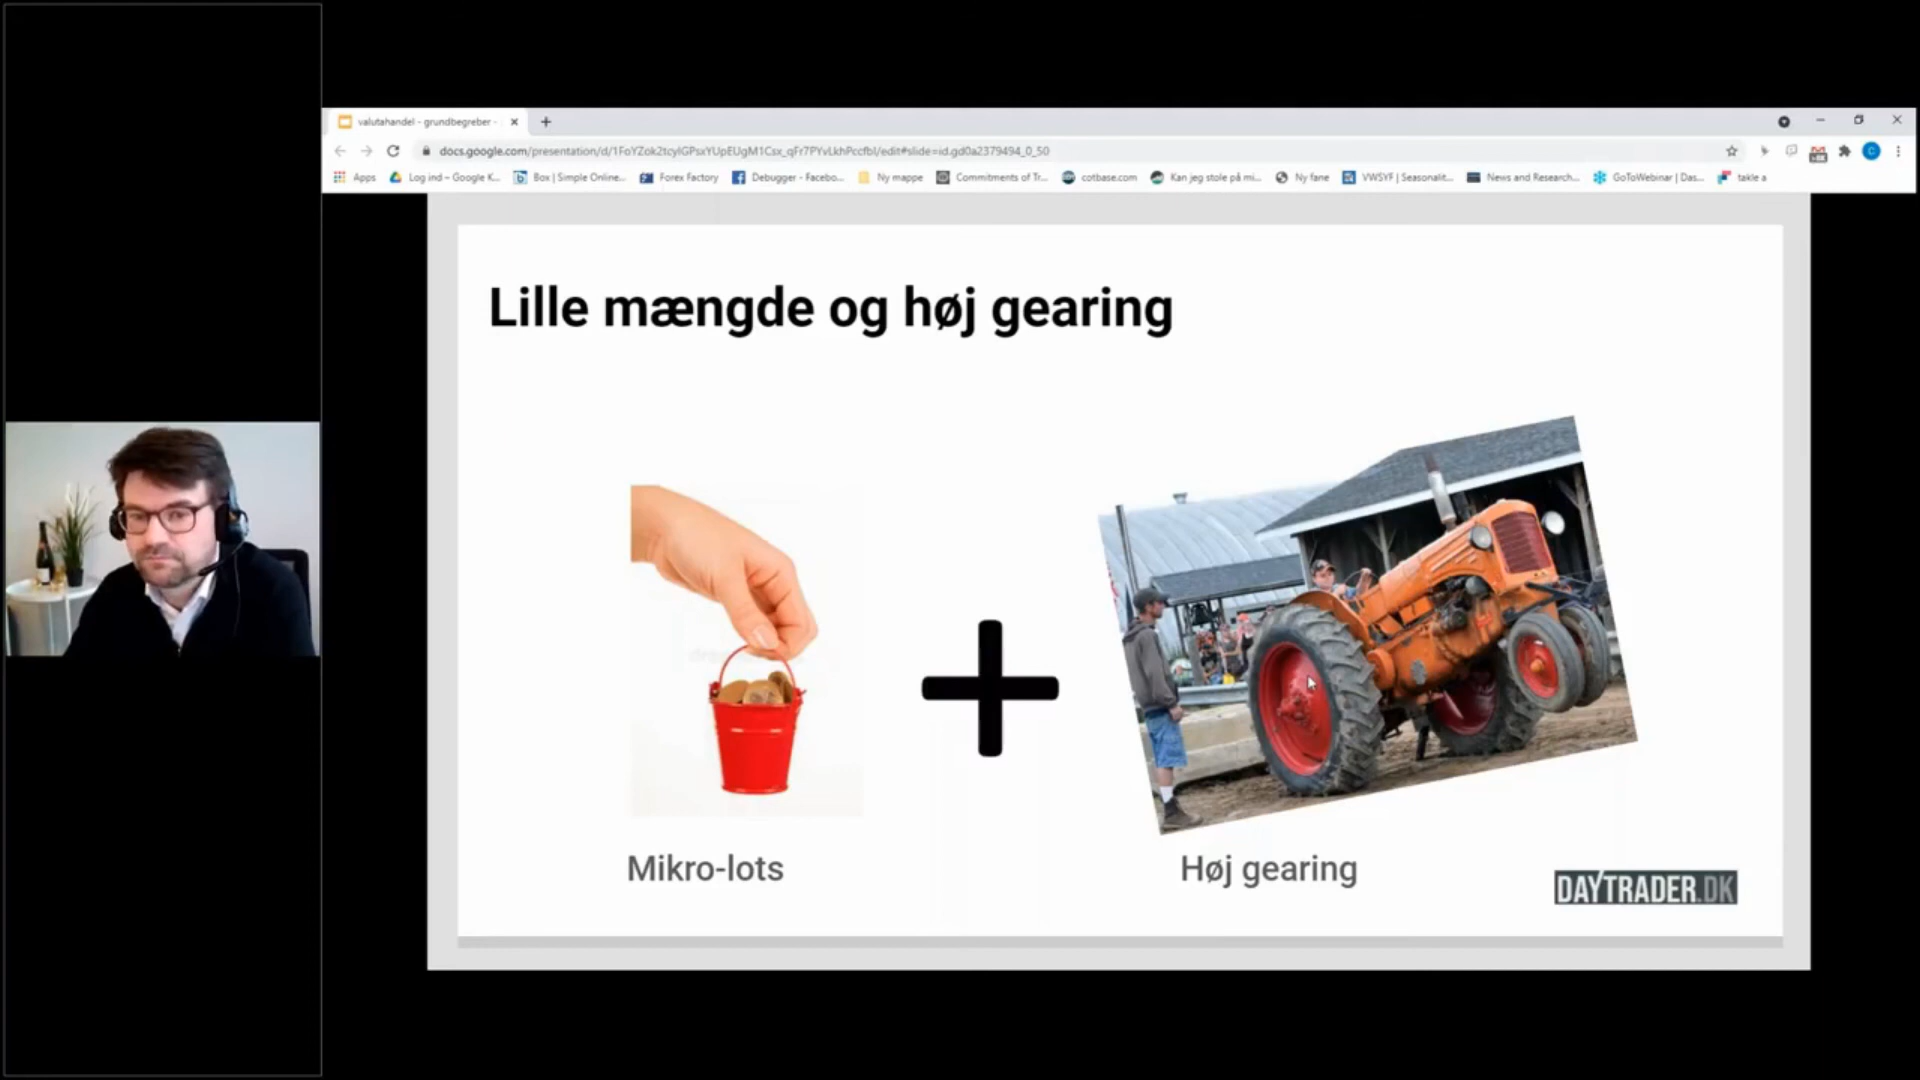 valutahandel - grundbegreber -
docs.google.com/presentation/d/1FoYZok2tcyIGPsxYUpEUgM1Csx_qFr7PYvLkhPccfbI/edit#slide=id.gd0a2379494_0_50
Apps
Log ind – Google K...
Box | Simple Online...
Forex Factory
Debugger - Facebo...
Ny mappe
Commitments of Tr...
cotbase.com
Kan jeg stole på mi...
Ny fane
VWSYF | Seasonalit...
News and Research...
GoToWebinar | Das...
takle a
Lille mængde og høj gearing
Mikro-lots
Høj gearing
DAYTRADER.DK